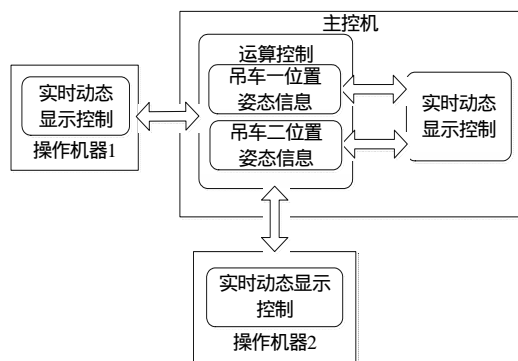 主控机
运算控制
吊车一位置
姿态信息
吊车二位置
姿态信息
实时动态
显示控制
实时动态
显示控制
操作机器1
实时动态显示
控制
操作机器2